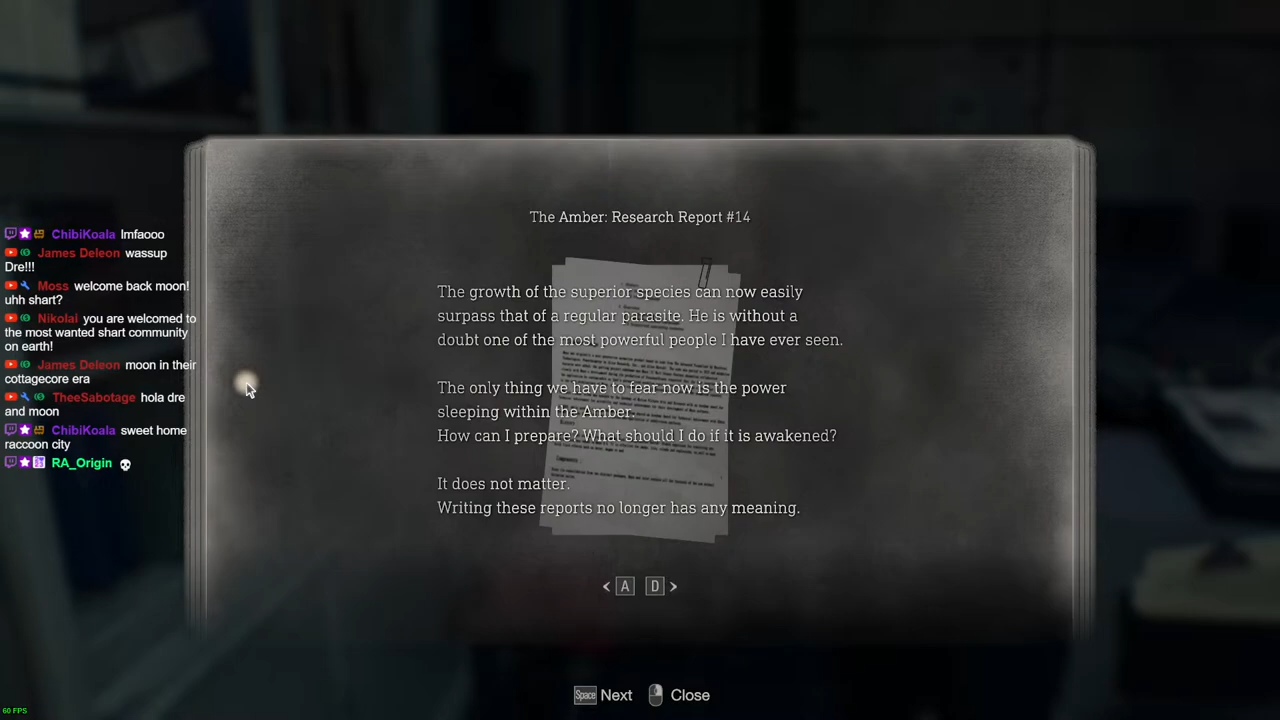 The Amber: Research Report #14
The growth of the superior species can now easily
surpass that of a regular parasite. He is without a
doubt one of the most powerful people I have ever seen.
The only thing we have to fear now is the power
sleeping within the Amber.
How can I prepare? What should I do if it is awakened?
It does not matter.
Writing these reports no longer has any meaning.
< A D >
Space Next Close
ChibiKoala lmfaooo
James Deleon wassup
Dre!!!
Moss welcome back moon!
uhh shart?
Nikolai you are welcomed to
the most wanted shart community
on earth!
James Deleon moon in their
cottagecore era
TheeSabotage hola dre
and moon
ChibiKoala sweet home
raccoon city
RA_Origin 💀
60 FPS